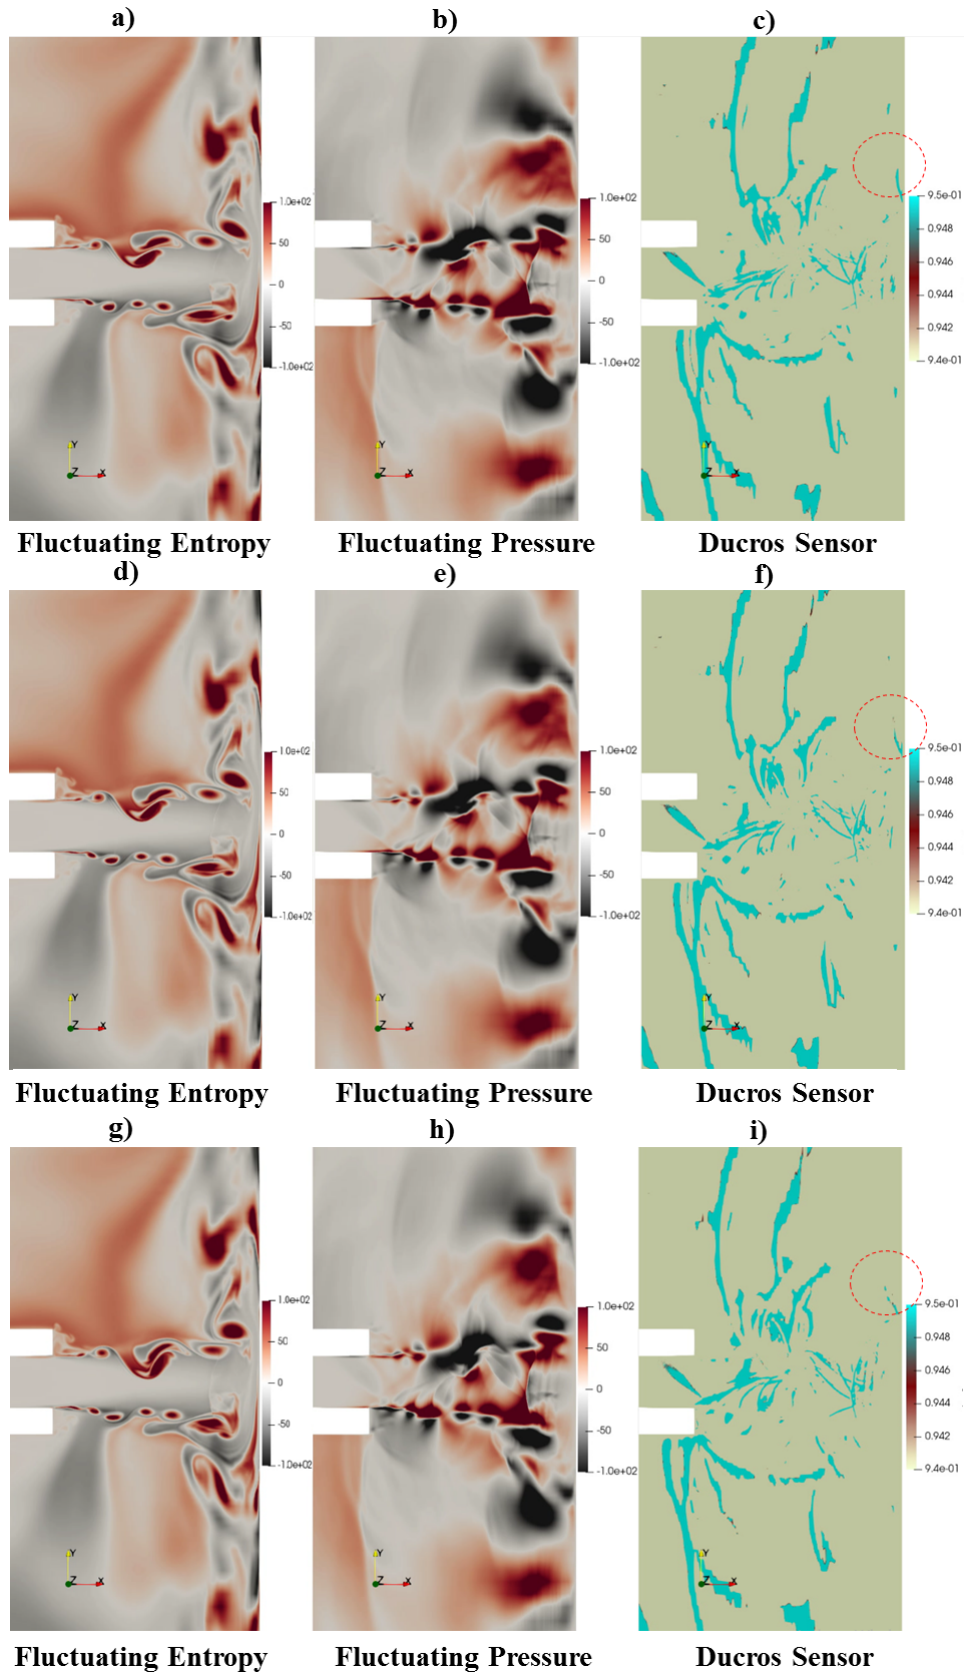 a) b) c)
1.0e+02
50
0
-50
-1.0e+02
Y
Z X
1.0e+02
50
0
-50
-1.0e+02
Y
Z X
9.5e-01
0.948
0.946
0.944
0.942
9.4e-01
Y
Z X
Fluctuating Entropy Fluctuating Pressure Ducros Sensor
d) e) f)
1.0e+02
50
0
-50
-1.0e+02
Y
Z X
1.0e+02
50
0
-50
-1.0e+02
Y
Z X
9.5e-01
0.948
0.946
0.944
0.942
9.4e-01
Y
Z X
Fluctuating Entropy Fluctuating Pressure Ducros Sensor
g) h) i)
1.0e+02
50
0
-50
-1.0e+02
Y
Z X
1.0e+02
50
0
-50
-1.0e+02
Y
Z X
9.5e-01
0.948
0.946
0.944
0.942
9.4e-01
Y
Z X
Fluctuating Entropy Fluctuating Pressure Ducros Sensor